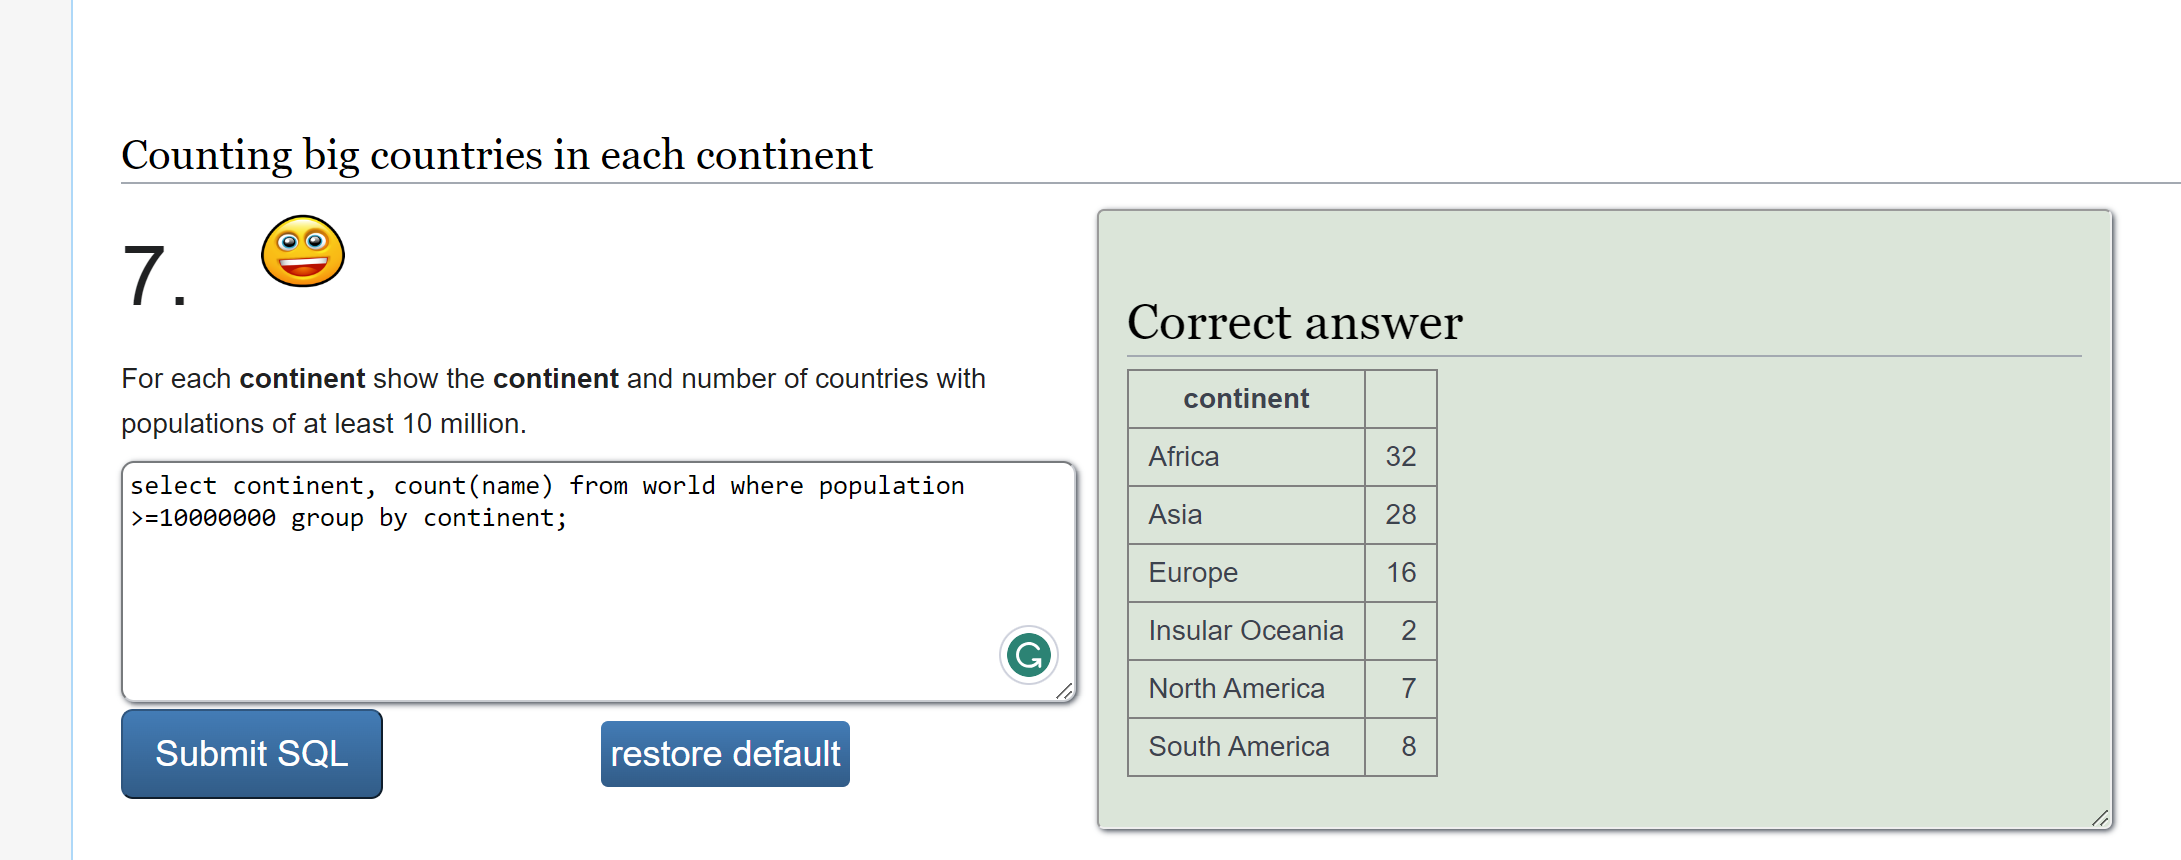 Counting big countries in each continent
7.
For each continent show the continent and number of countries with
populations of at least 10 million.
select continent, count(name) from world where population
>=10000000 group by continent;
G
Submit SQL
restore default
Correct answer
continent
Africa 32
Asia 28
Europe 16
Insular Oceania 2
North America 7
South America 8